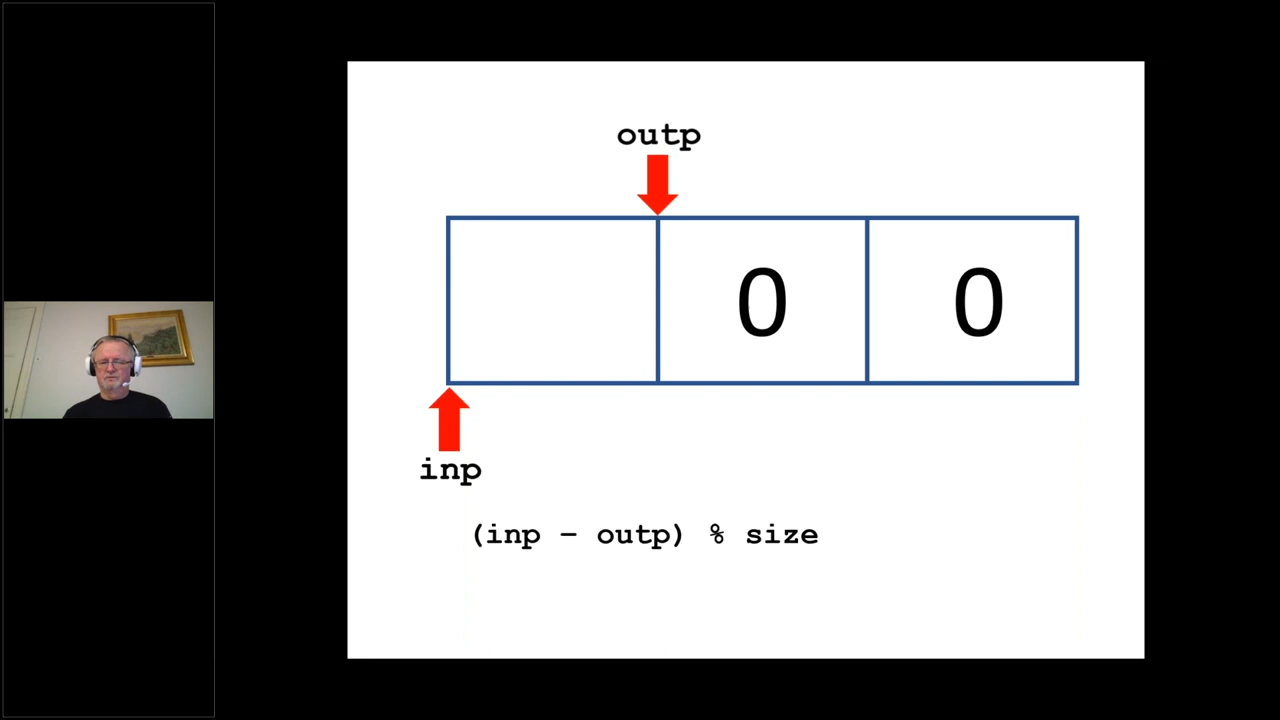 outp
0 0
inp
(inp – outp) % size